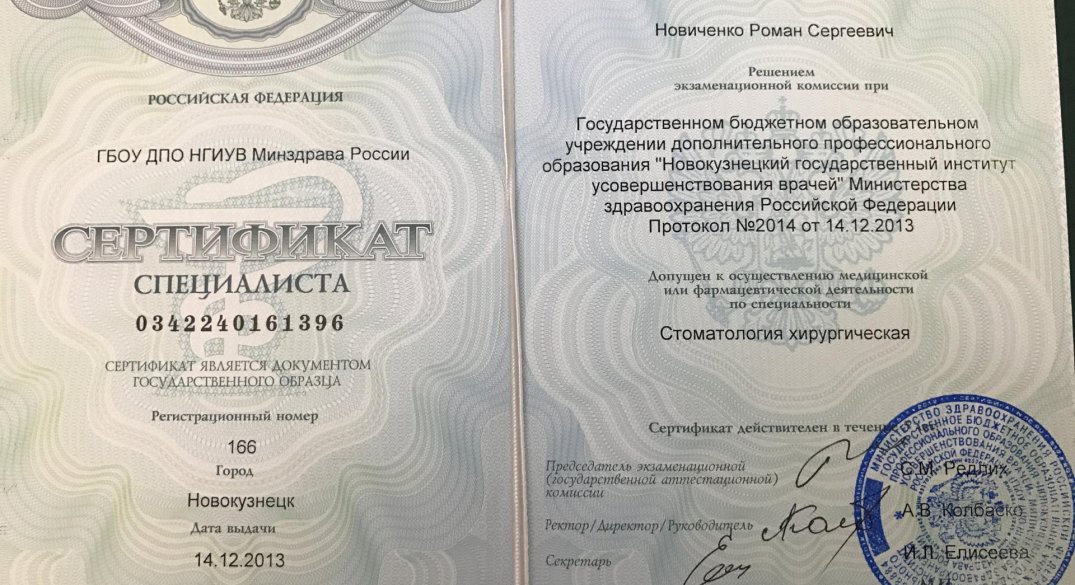 РОССИЙСКАЯ ФЕДЕРАЦИЯ
ГБОУ ДПО НГИУВ Минздрава России
СЕРТИФИКАТ
СПЕЦИАЛИСТА
0342240161396
СЕРТИФИКАТ ЯВЛЯЕТСЯ ДОКУМЕНТОМ
ГОСУДАРСТВЕННОГО ОБРАЗЦА
Регистрационный номер
166
Город
Новокузнецк
Дата выдачи
14.12.2013
Новиченко Роман Сергеевич
Решением
экзаменационной комиссии при
Государственном бюджетном образовательном
учреждении дополнительного профессионального
образования "Новокузнецкий государственный институт
усовершенствования врачей" Министерства
здравоохранения Российской Федерации
Протокол №2014 от 14.12.2013
Допущен к осуществлению медицинской
или фармацевтической деятельности
по специальности
Стоматология хирургическая
Сертификат действителен в течение
Председатель экзаменационной
(государственной аттестационной)
комиссии
С.М. Редлих
Ректор/Директор/Руководитель
А.В. Колбаско
Секретарь
И.Л. Елисеева
МИНИСТЕРСТВО ЗДРАВООХРАНЕНИЯ